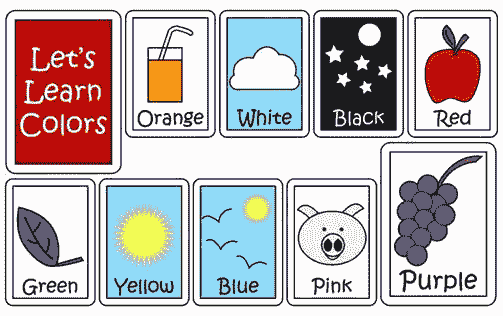 Let's
Learn
Colors
Orange
White
Black
Red
Green
Yellow
Blue
Pink
Purple